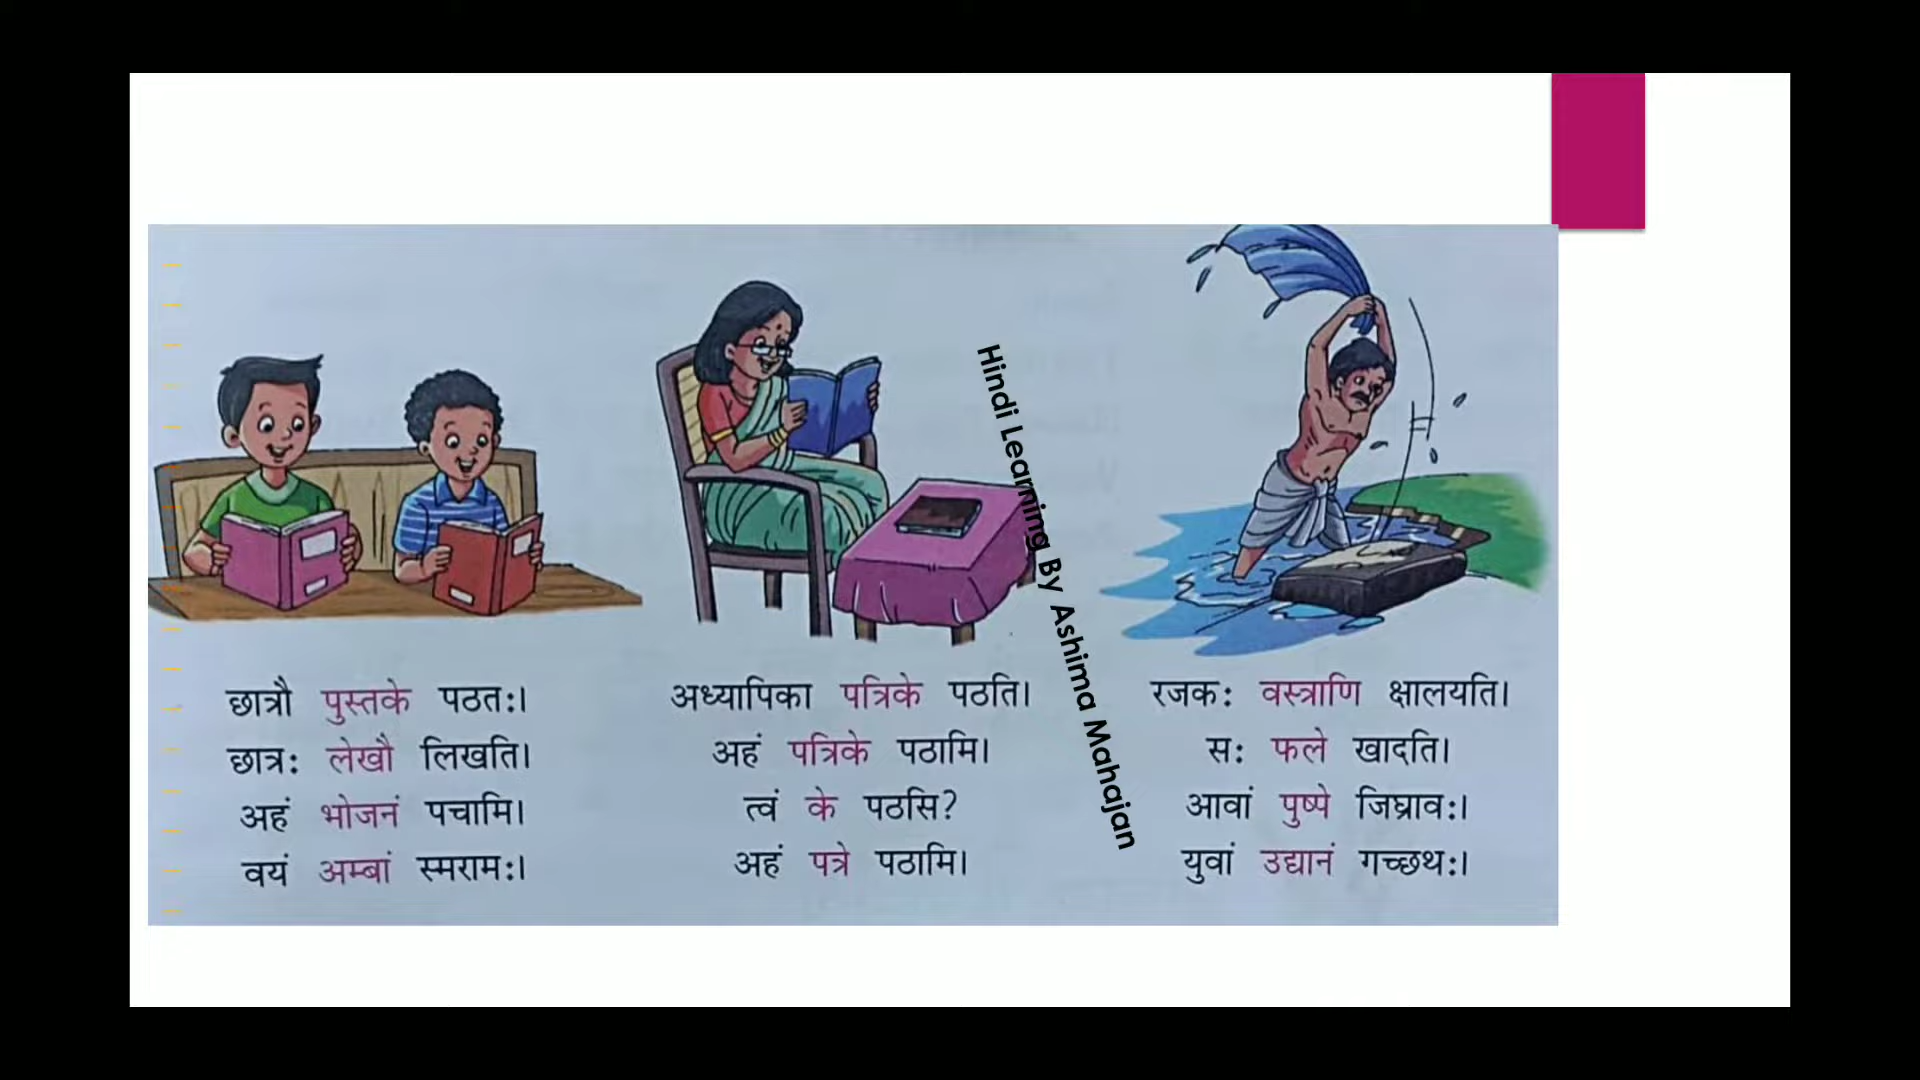 छात्रौ पुस्तके पठतः।
छात्रः लेखौ लिखति।
अहं भोजनं पचामि।
वयं अम्बां स्मरामः।
अध्यापिका पत्रिके पठति।
अहं पत्रिके पठामि।
त्वं के पठसि?
अहं पत्रे पठामि।
रजकः वस्त्राणि क्षालयति।
सः फले खादति।
आवां पुष्पे जिघ्रावः।
युवां उद्यानं गच्छथः।
Hindi Learning By Ashima Mahajan